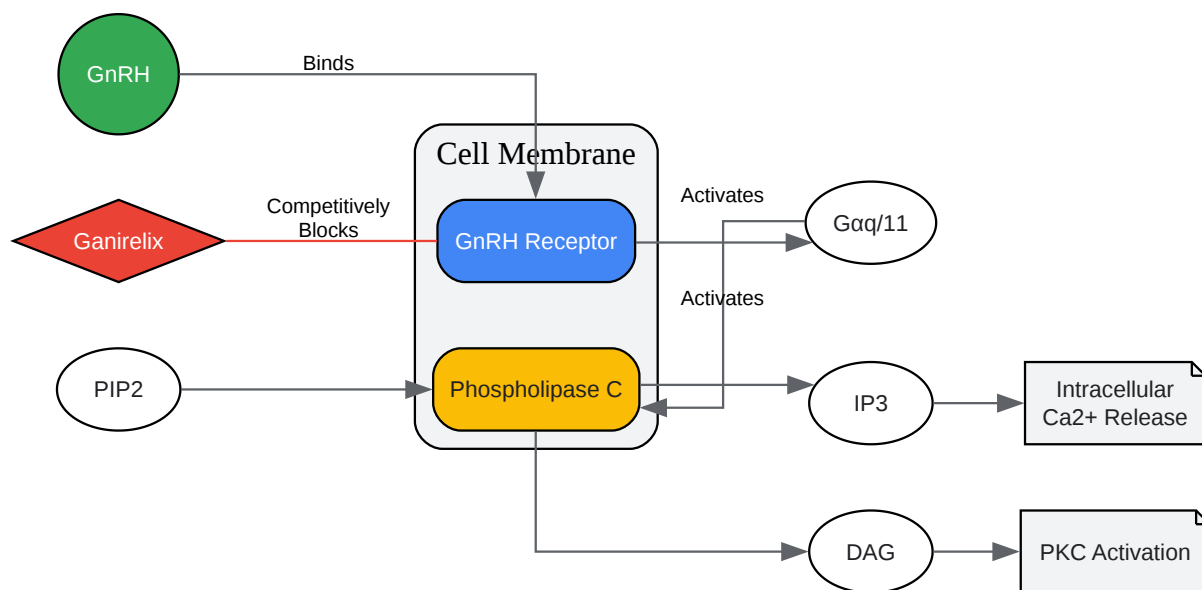 GnRH
Binds
Cell Membrane
Competitively
Blocks
Activates
Ganirelix
GnRH Receptor
Gαq/11
Activates
PIP2
Phospholipase C
IP3
Intracellular
Ca2+ Release
DAG
PKC Activation